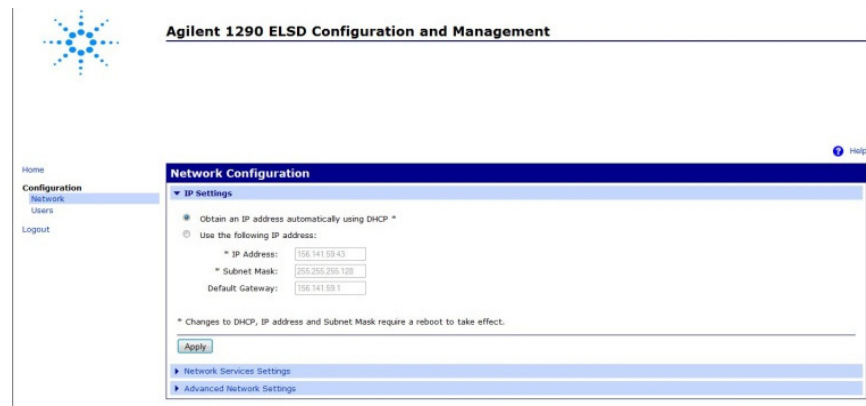 Agilent 1290 ELSD Configuration and Management
Help
Home
Configuration
Network
Users
Logout
Network Configuration
IP Settings
Obtain an IP address automatically using DHCP *
Use the following IP address:
* IP Address: 156.141.59.43
* Subnet Mask: 255.255.255.128
Default Gateway: 156.141.59.1
* Changes to DHCP, IP address and Subnet Mask require a reboot to take effect.
Apply
Network Services Settings
Advanced Network Settings